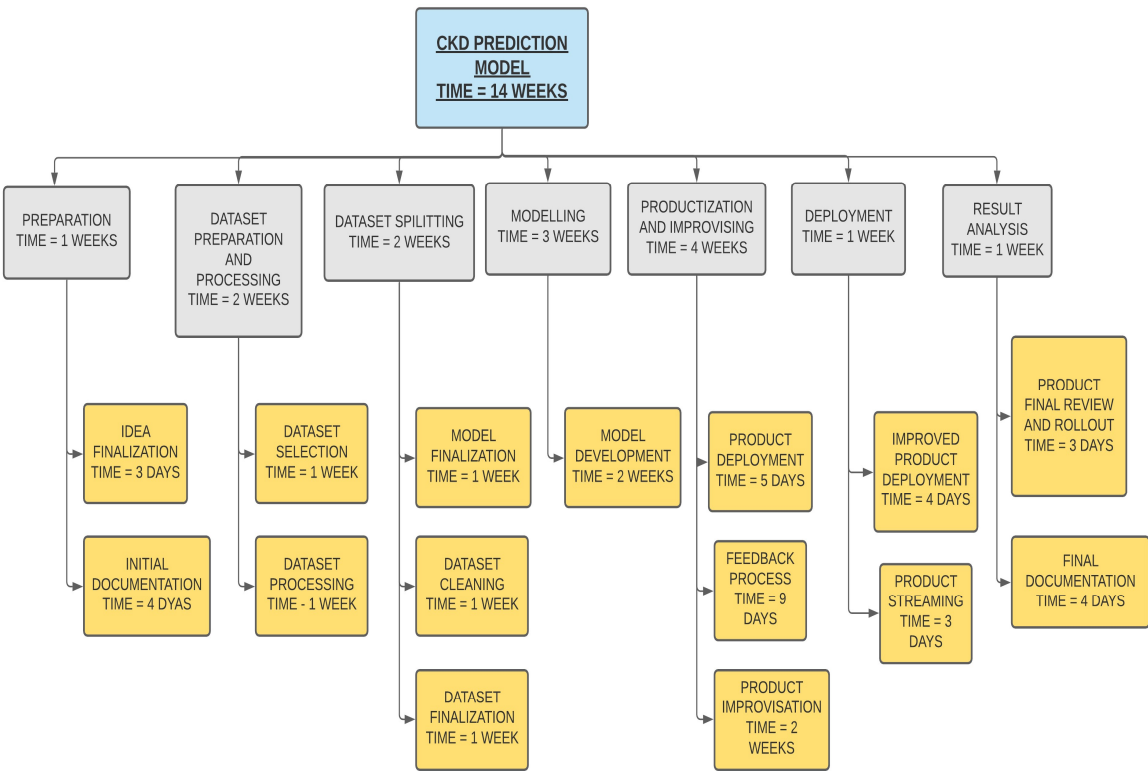 CKD PREDICTION
MODEL
TIME = 14 WEEKS
PREPARATION
TIME = 1 WEEKS
DATASET
PREPARATION
AND
PROCESSING
TIME = 2 WEEKS
DATASET SPILITTING
TIME = 2 WEEKS
MODELLING
TIME = 3 WEEKS
PRODUCTIZATION
AND IMPROVISING
TIME = 4 WEEKS
DEPLOYMENT
TIME = 1 WEEK
RESULT
ANALYSIS
TIME = 1 WEEK
IDEA
FINALIZATION
TIME = 3 DAYS
INITIAL
DOCUMENTATION
TIME = 4 DYAS
DATASET
SELECTION
TIME = 1 WEEK
DATASET
PROCESSING
TIME - 1 WEEK
MODEL
FINALIZATION
TIME = 1 WEEK
DATASET
CLEANING
TIME = 1 WEEK
DATASET
FINALIZATION
TIME = 1 WEEK
MODEL
DEVELOPMENT
TIME = 2 WEEKS
PRODUCT
DEPLOYMENT
TIME = 5 DAYS
FEEDBACK
PROCESS
TIME = 9
DAYS
PRODUCT
IMPROVISATION
TIME = 2
WEEKS
IMPROVED
PRODUCT
DEPLOYMENT
TIME = 4 DAYS
PRODUCT
STREAMING
TIME = 3
DAYS
PRODUCT
FINAL REVIEW
AND ROLLOUT
TIME = 3 DAYS
FINAL
DOCUMENTATION
TIME = 4 DAYS